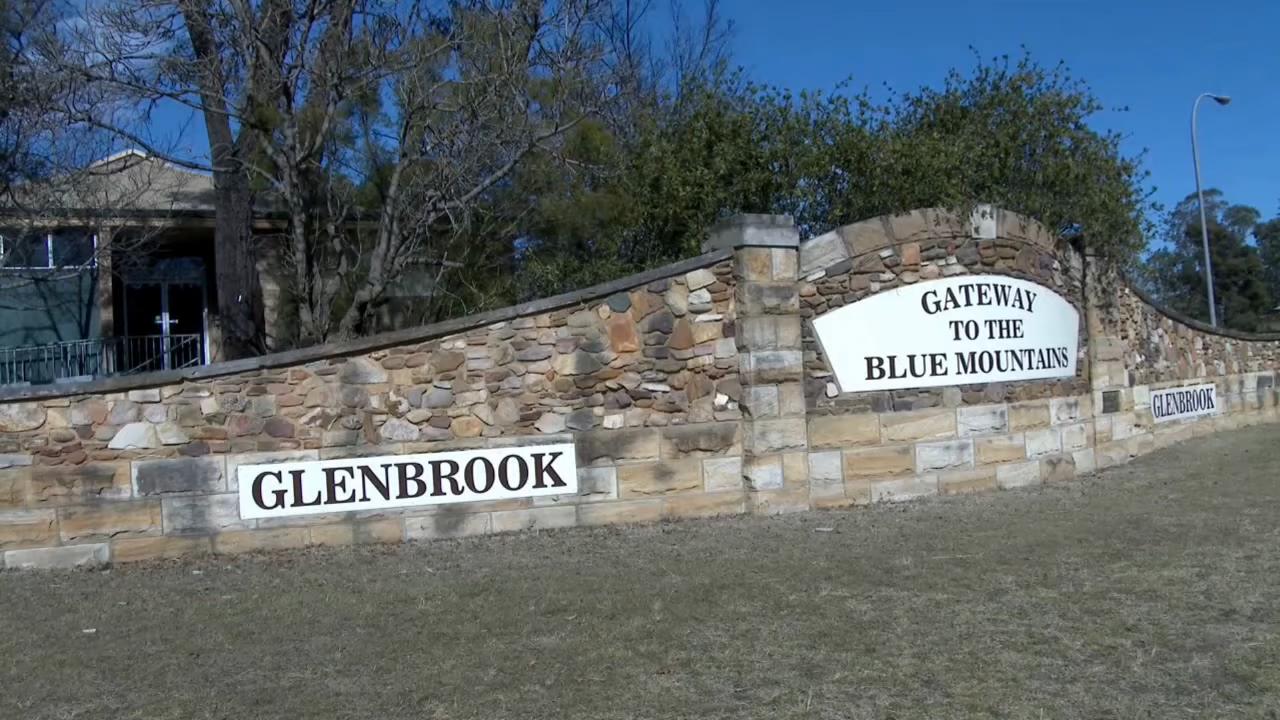 GLENBROOK
GATEWAY
TO THE
BLUE MOUNTAINS
GLENBROOK